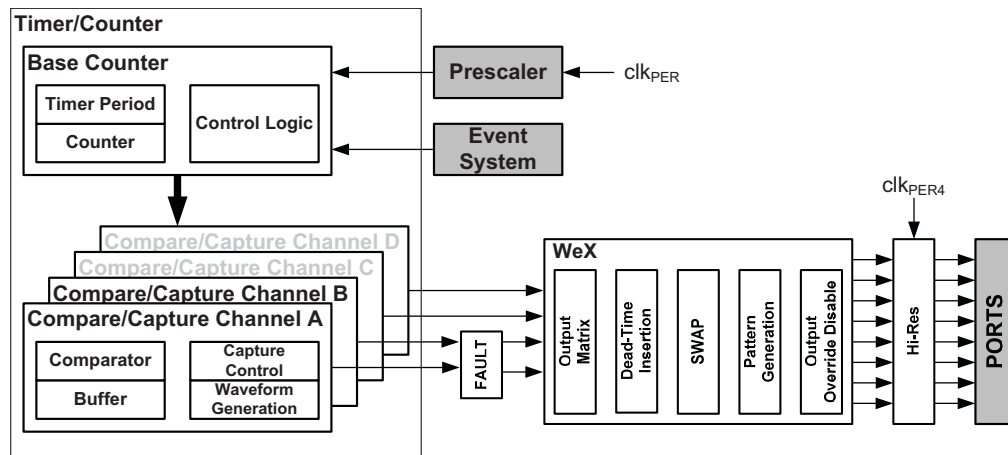 Timer/Counter
Base Counter
Timer Period
Counter
Control Logic
Prescaler
clkPER
Event
System
Compare/Capture Channel D
Compare/Capture Channel C
Compare/Capture Channel B
Compare/Capture Channel A
Comparator
Buffer
Capture
Control
Waveform
Generation
FAULT
WeX
Output
Matrix
Dead-Time
Insertion
SWAP
Pattern
Generation
Output
Override Disable
clkPER4
Hi-Res
PORTS